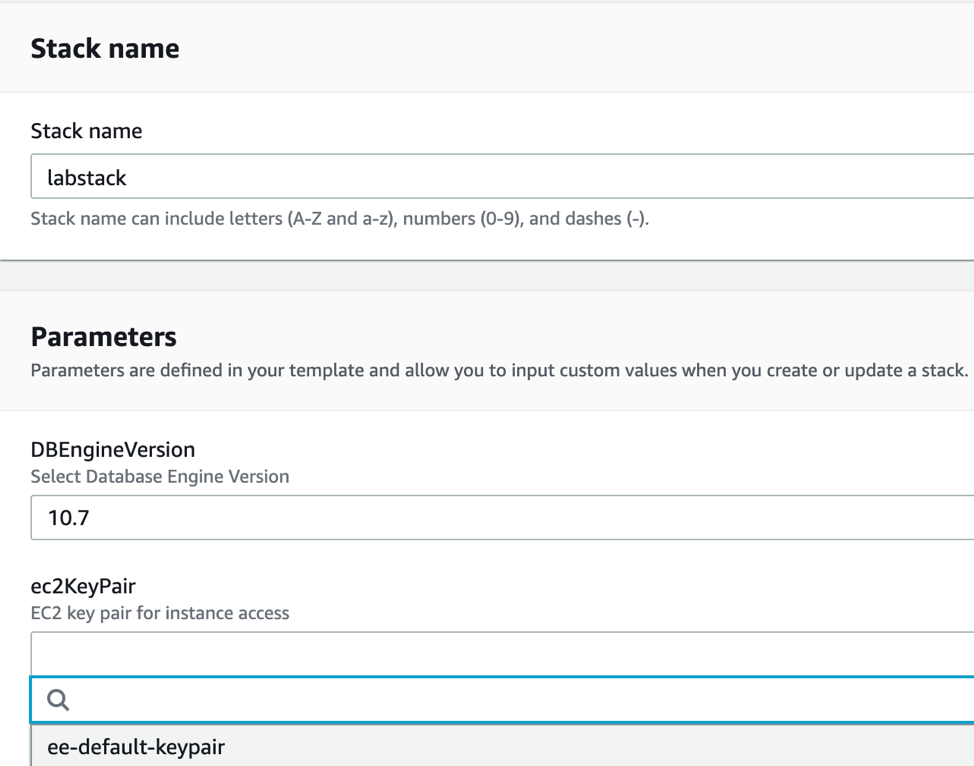 Stack name
Stack name
labstack
Stack name can include letters (A-Z and a-z), numbers (0-9), and dashes (-).
Parameters
Parameters are defined in your template and allow you to input custom values when you create or update a stack.
DBEngineVersion
Select Database Engine Version
10.7
ec2KeyPair
EC2 key pair for instance access
ee-default-keypair